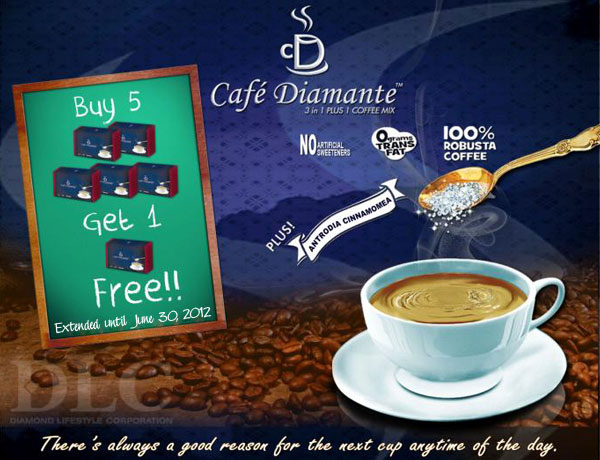 CD
Café Diamante™
3 in 1 PLUS 1 COFFEE MIX
Buy 5
Get 1
Free!!
Extended until June 30, 2012
NO ARTIFICIAL SWEETENERS
0grams TRANS FAT
100% ROBUSTA COFFEE
PLUS!
ANTRODIA CINNAMOMEA
DLC
DIAMOND LIFESTYLE CORPORATION
There's always a good reason for the next cup anytime of the day.